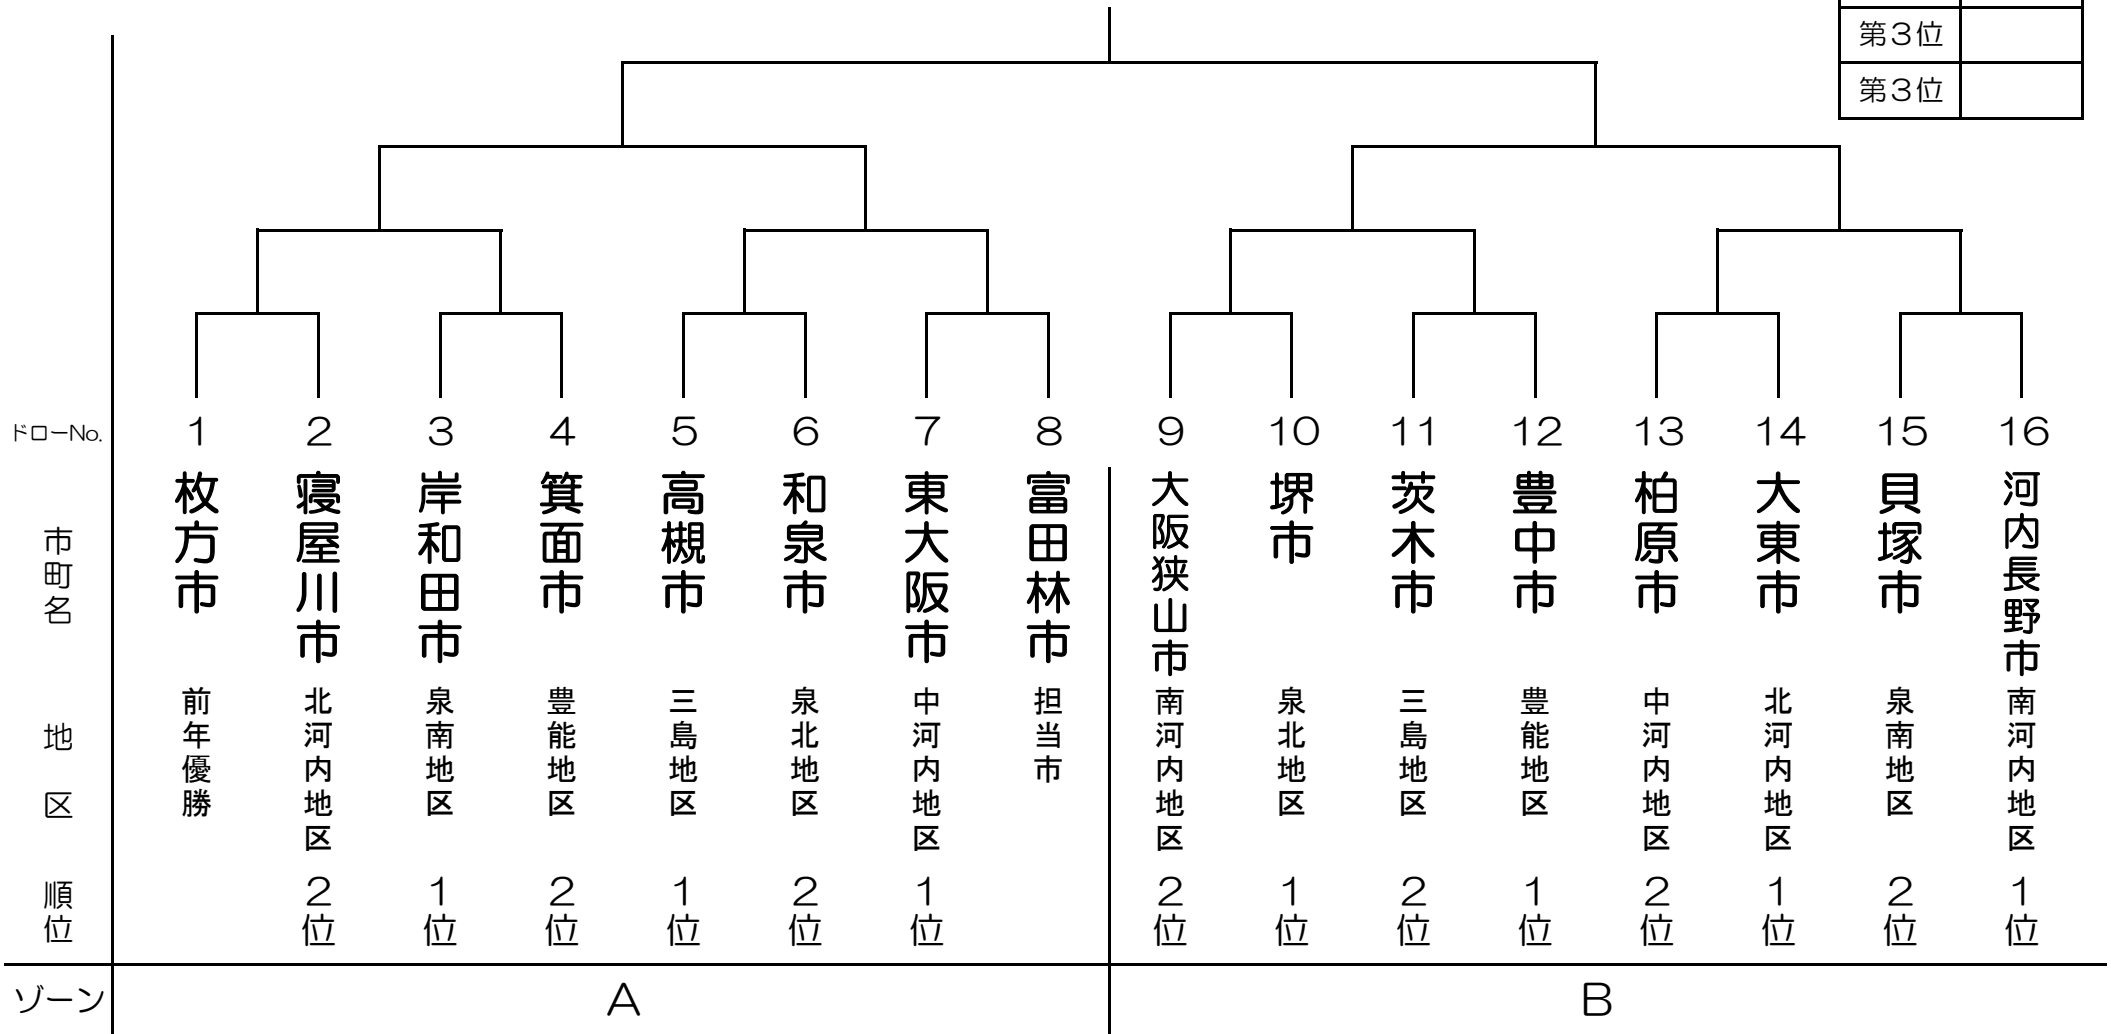 第３位
第３位
ドローNo. 1 2 3 4 5 6 7 8 9 10 11 12 13 14 15 16
市町名 枚方市 寝屋川市 岸和田市 箕面市 高槻市 和泉市 東大阪市 富田林市 大阪狭山市 堺市 茨木市 豊中市 柏原市 大東市 貝塚市 河内長野市
地区 前年優勝 北河内地区 泉南地区 豊能地区 三島地区 泉北地区 中河内地区 担当市 南河内地区 泉北地区 三島地区 豊能地区 中河内地区 北河内地区 泉南地区 南河内地区
順位 2位 1位 2位 1位 2位 1位 2位 1位 2位 1位 2位 1位 2位 1位
ゾーン A B